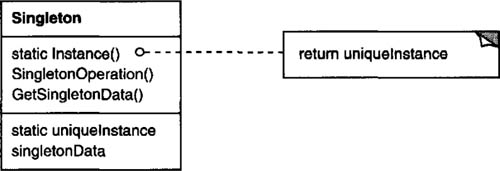 Singleton
static Instance()
return uniqueInstance
SingletonOperation()
GetSingletonData()
static uniqueInstance
singletonData